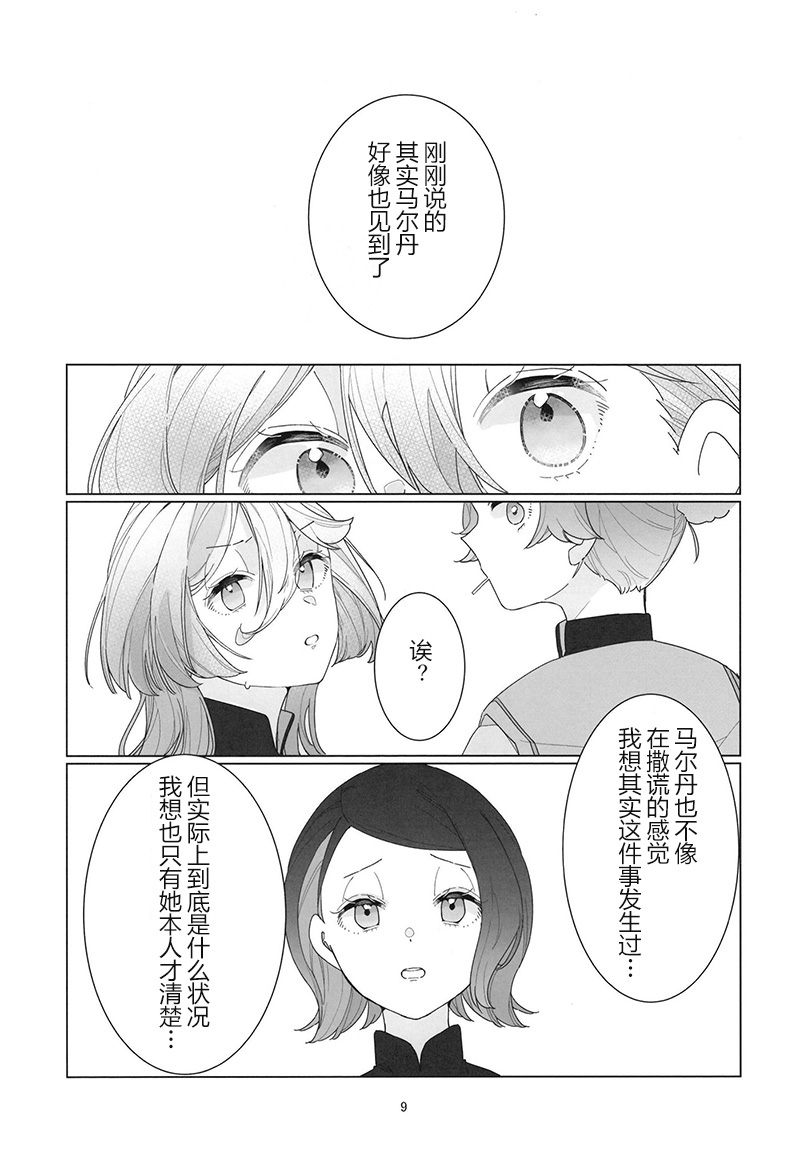 刚刚说的
其实马尔丹
好像也见到了
诶？
马尔丹也不像
在撒谎的感觉
我想其实这件事发生过…
但实际上到底是什么状况
我想也只有她本人才清楚…
9